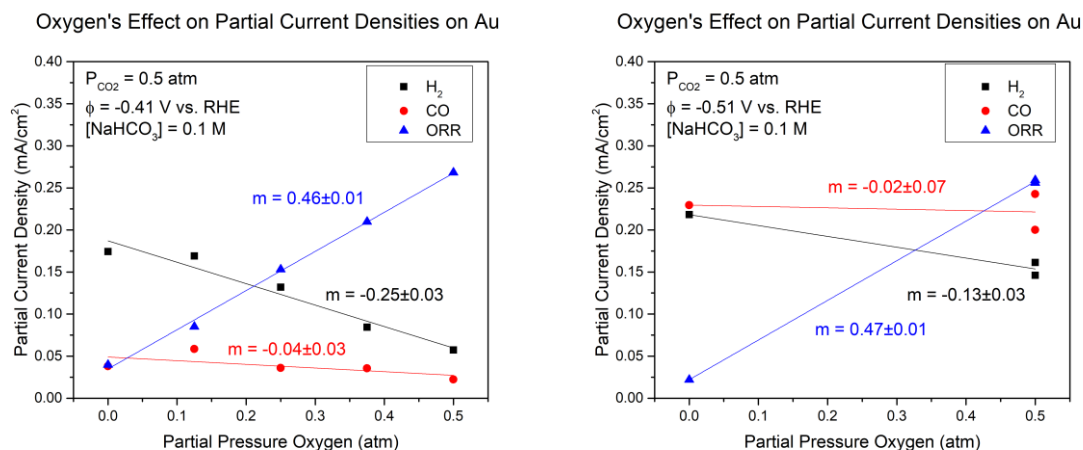 Oxygen's Effect on Partial Current Densities on Au
P_CO2 = 0.5 atm
ϕ = -0.41 V vs. RHE
[NaHCO₃] = 0.1 M
H₂
CO
ORR
m = 0.46±0.01
m = -0.25±0.03
m = -0.04±0.03
0.40
0.35
0.30
0.25
0.20
0.15
0.10
0.05
0.00
Partial Current Density (mA/cm²)
0.0 0.1 0.2 0.3 0.4 0.5
Partial Pressure Oxygen (atm)
Oxygen's Effect on Partial Current Densities on Au
P_CO2 = 0.5 atm
ϕ = -0.51 V vs. RHE
[NaHCO₃] = 0.1 M
H₂
CO
ORR
m = -0.02±0.07
m = -0.13±0.03
m = 0.47±0.01
0.40
0.35
0.30
0.25
0.20
0.15
0.10
0.05
0.00
Partial Current Density (mA/cm²)
0.0 0.1 0.2 0.3 0.4 0.5
Partial Pressure Oxygen (atm)